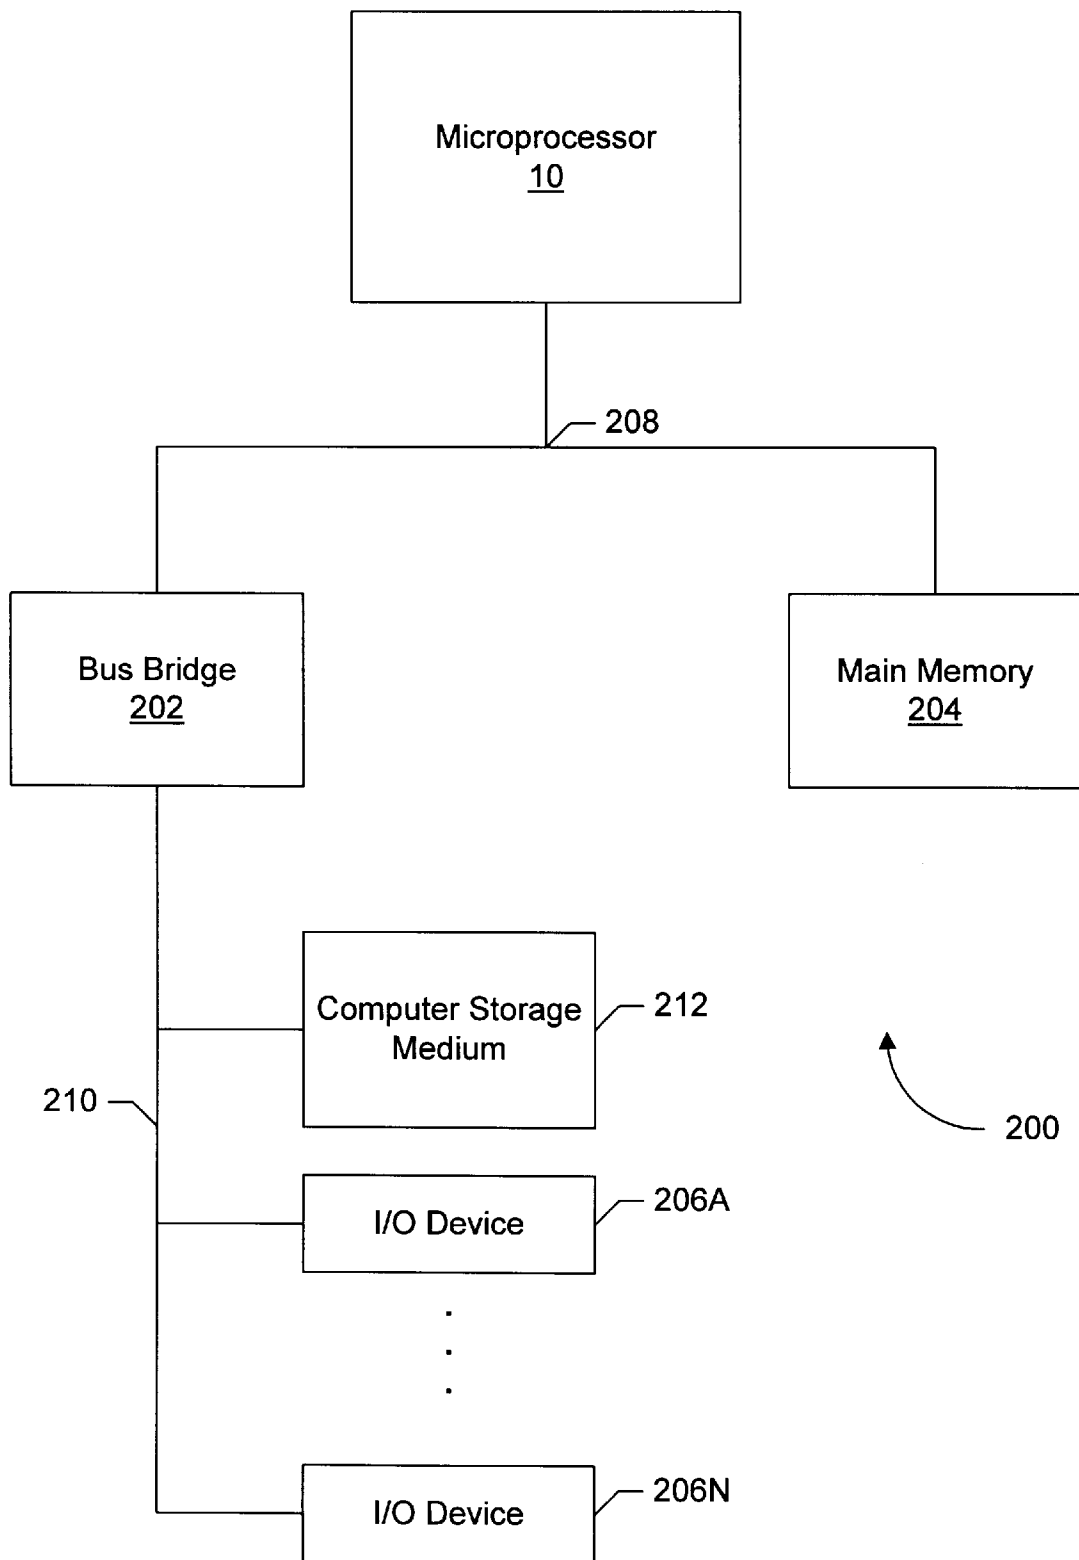 Microprocessor
10
208
Bus Bridge
202
Main Memory
204
Computer Storage
Medium
212
210
200
I/O Device
206A
.
.
.
I/O Device
206N